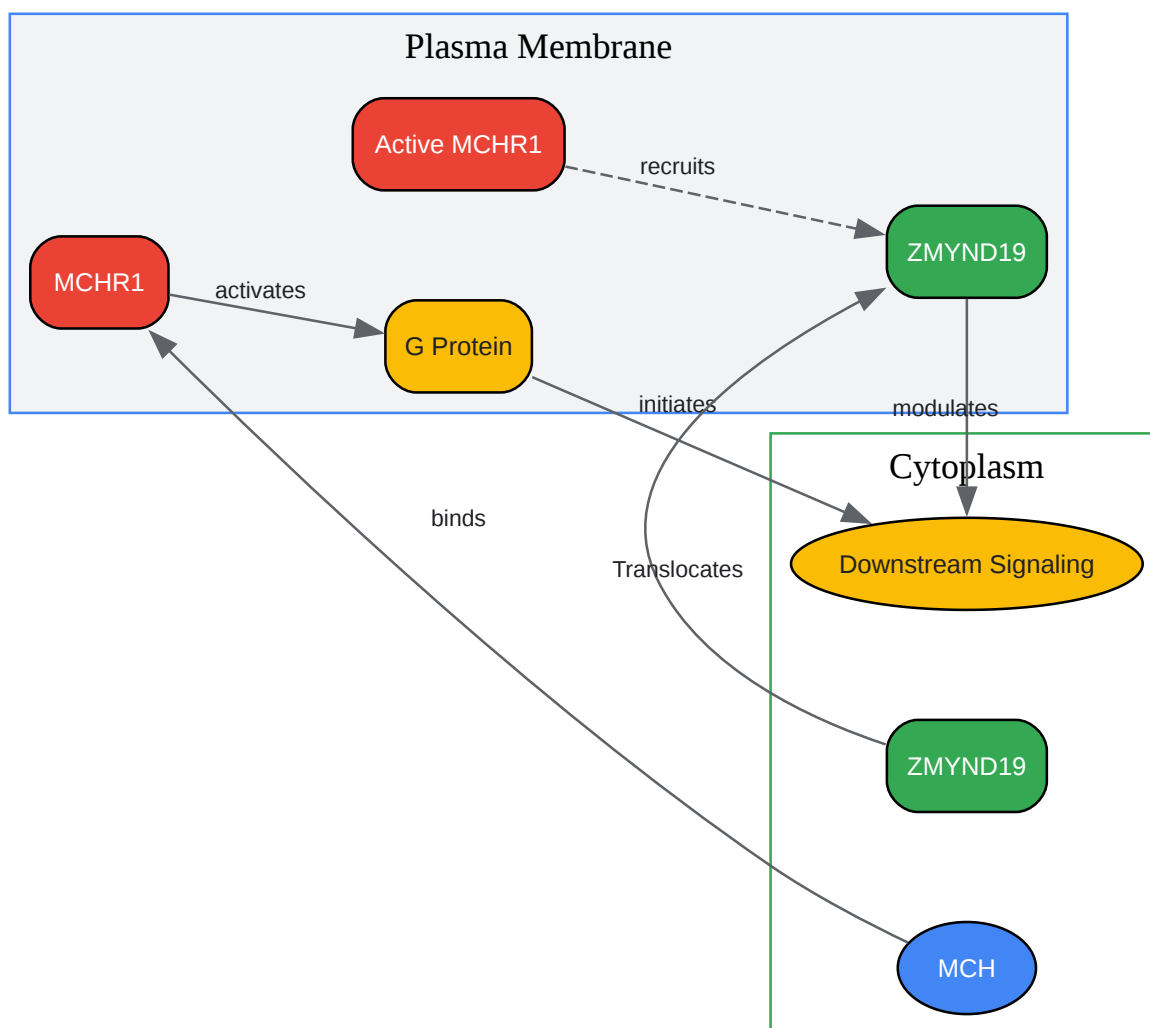 Plasma Membrane
Active MCHR1
recruits
ZMYND19
MCHR1
activates
G Protein
initiates
modulates
Cytoplasm
binds
Downstream Signaling
Translocates
ZMYND19
MCH